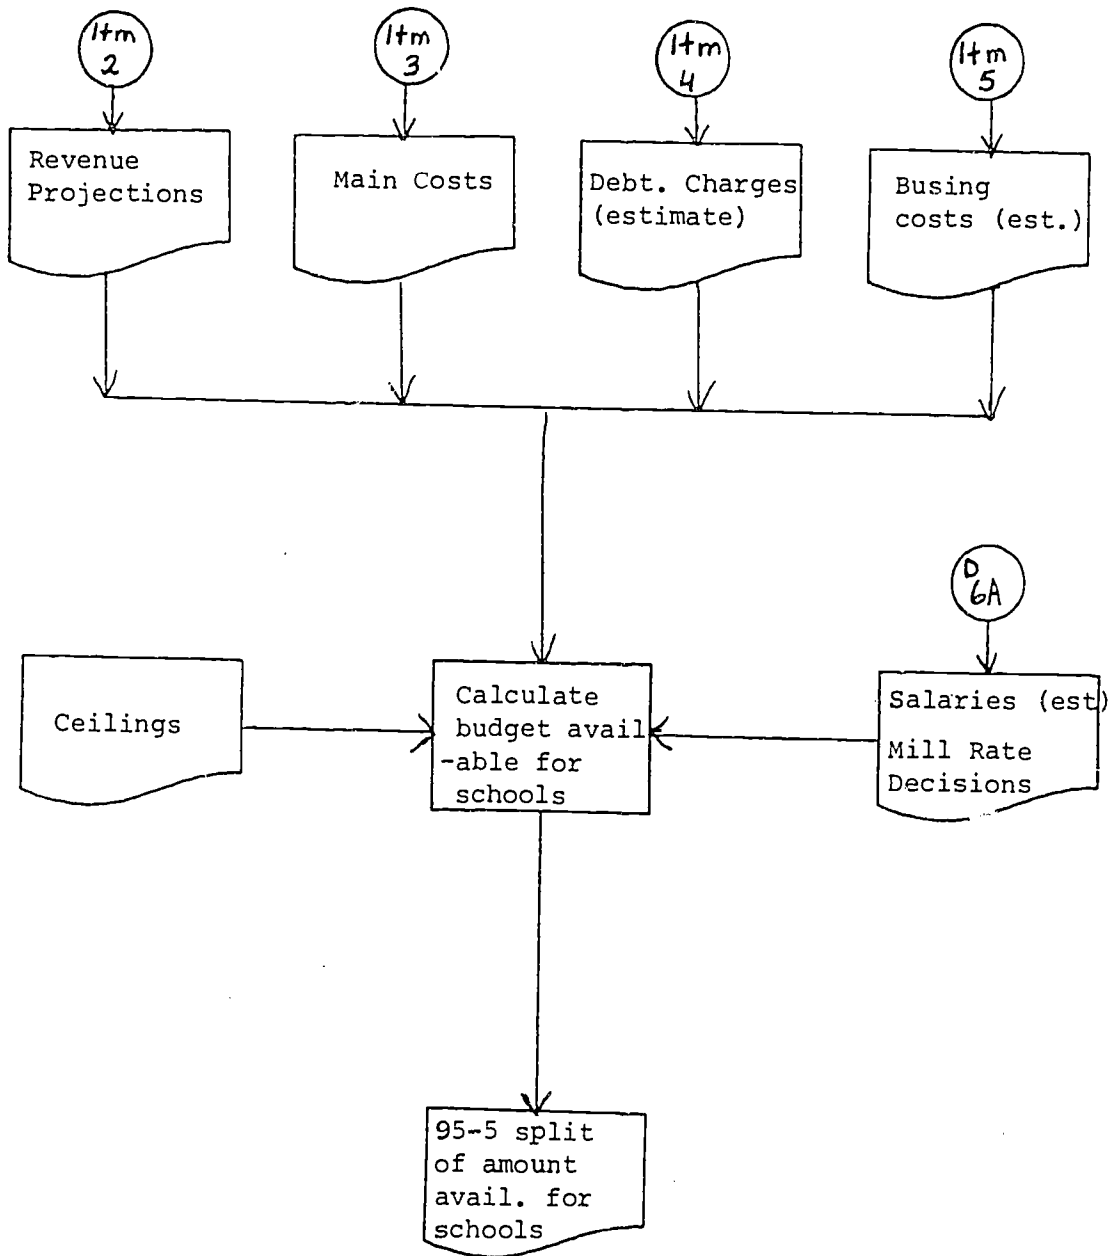 Itm
2
Itm
3
Itm
4
Itm
5
Revenue
Projections
Main Costs
Debt. Charges
(estimate)
Busing
costs (est.)
D
6A
Ceilings
Calculate
budget avail
-able for
schools
Salaries (est)
Mill Rate
Decisions
95-5 split
of amount
avail. for
schools